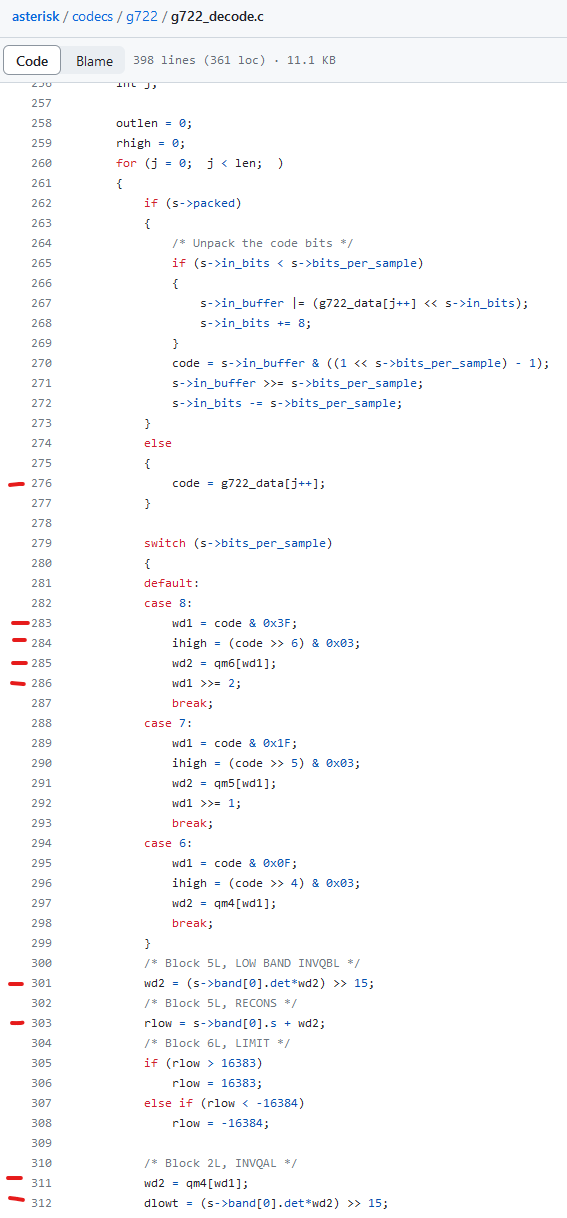 asterisk / codecs / g722 / g722_decode.c
Code Blame 398 lines (361 loc) · 11.1 KB
256 int j;
257
258 outlen = 0;
259 rhigh = 0;
260 for (j = 0; j < len; )
261 {
262 if (s->packed)
263 {
264 /* Unpack the code bits */
265 if (s->in_bits < s->bits_per_sample)
266 {
267 s->in_buffer |= (g722_data[j++] << s->in_bits);
268 s->in_bits += 8;
269 }
270 code = s->in_buffer & ((1 << s->bits_per_sample) - 1);
271 s->in_buffer >>= s->bits_per_sample;
272 s->in_bits -= s->bits_per_sample;
273 }
274 else
275 {
276 code = g722_data[j++];
277 }
278
279 switch (s->bits_per_sample)
280 {
281 default:
282 case 8:
283 wd1 = code & 0x3F;
284 ihigh = (code >> 6) & 0x03;
285 wd2 = qm6[wd1];
286 wd1 >>= 2;
287 break;
288 case 7:
289 wd1 = code & 0x1F;
290 ihigh = (code >> 5) & 0x03;
291 wd2 = qm5[wd1];
292 wd1 >>= 1;
293 break;
294 case 6:
295 wd1 = code & 0x0F;
296 ihigh = (code >> 4) & 0x03;
297 wd2 = qm4[wd1];
298 break;
299 }
300 /* Block 5L, LOW BAND INVQBL */
301 wd2 = (s->band[0].det*wd2) >> 15;
302 /* Block 5L, RECONS */
303 rlow = s->band[0].s + wd2;
304 /* Block 6L, LIMIT */
305 if (rlow > 16383)
306 rlow = 16383;
307 else if (rlow < -16384)
308 rlow = -16384;
309
310 /* Block 2L, INVQAL */
311 wd2 = qm4[wd1];
312 dlowt = (s->band[0].det*wd2) >> 15;